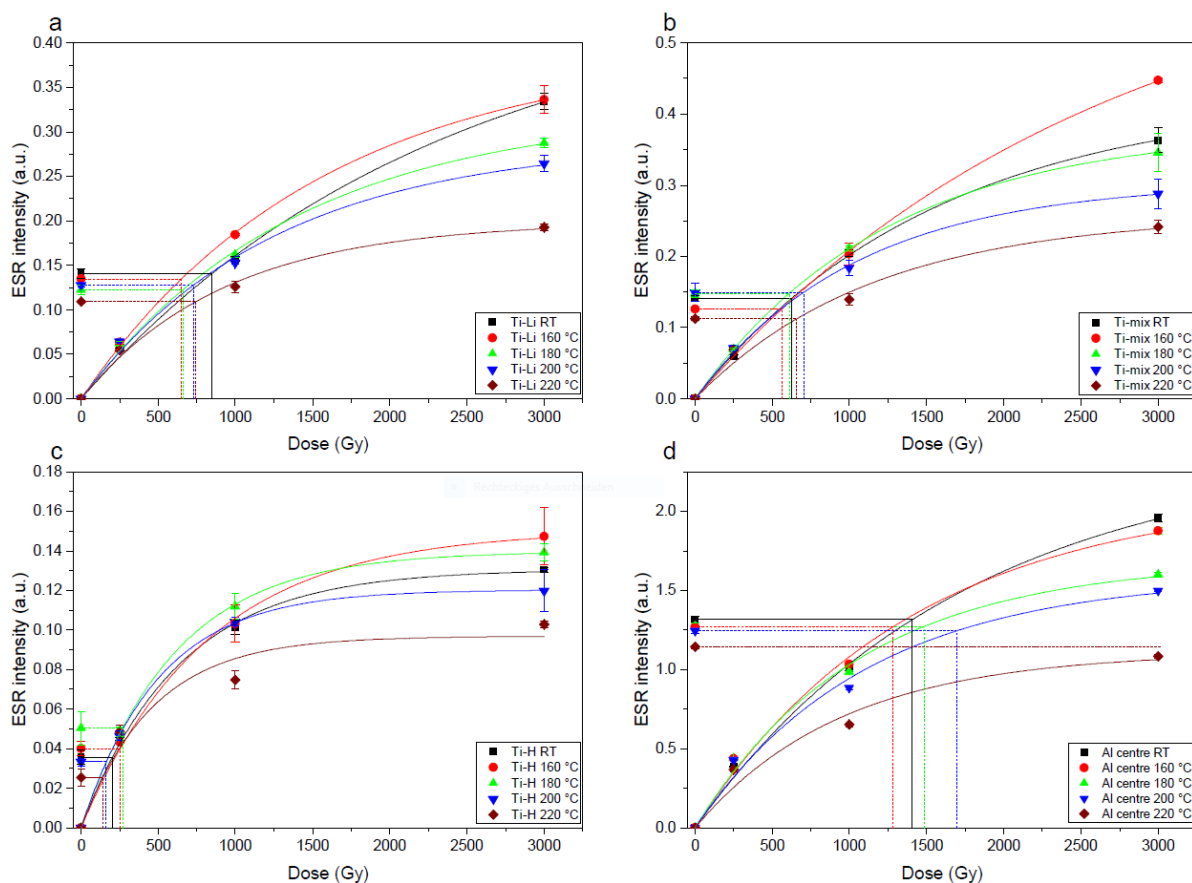 a
0.40
0.35
0.30
0.25
0.20
0.15
0.10
0.05
0.00
ESR intensity (a.u.)
0 500 1000 1500 2000 2500 3000
Dose (Gy)
Ti-Li RT
Ti-Li 160 °C
Ti-Li 180 °C
Ti-Li 200 °C
Ti-Li 220 °C
b
0.5
0.4
0.3
0.2
0.1
0.0
ESR intensity (a.u.)
0 500 1000 1500 2000 2500 3000
Dose (Gy)
Ti-mix RT
Ti-mix 160 °C
Ti-mix 180 °C
Ti-mix 200 °C
Ti-mix 220 °C
c
0.18
0.16
0.14
0.12
0.10
0.08
0.06
0.04
0.02
0.00
ESR intensity (a.u.)
0 500 1000 1500 2000 2500 3000
Dose (Gy)
Ti-H RT
Ti-H 160 °C
Ti-H 180 °C
Ti-H 200 °C
Ti-H 220 °C
Rechteckiges Ausschneiden
d
2.0
1.5
1.0
0.5
0.0
ESR intensity (a.u.)
0 500 1000 1500 2000 2500 3000
Dose (Gy)
Al centre RT
Al centre 160 °C
Al centre 180 °C
Al centre 200 °C
Al centre 220 °C